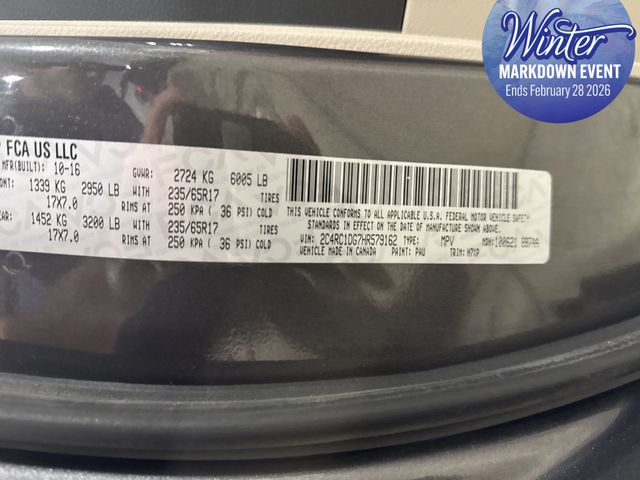 Winter
MARKDOWN EVENT
Ends February 28 2026
FCA US LLC
MFR(BUILT): 10-16 GVWR: 2724 KG 6005 LB
1339 KG 2950 LB WITH 235/65R17 TIRES
17X7.0 RIMS AT 250 KPA ( 36 PSI) COLD
1452 KG 3200 LB WITH 235/65R17 TIRES
17X7.0 RIMS AT 250 KPA ( 36 PSI) COLD
THIS VEHICLE CONFORMS TO ALL APPLICABLE U.S.A. FEDERAL MOTOR VEHICLE SAFETY
STANDARDS IN EFFECT ON THE DATE OF MANUFACTURE SHOWN ABOVE.
VIN: 2C4RC1DG7HR579162 TYPE: MPV MDH: 100621
VEHICLE MADE IN CANADA PAINT: PAU TRIM: H7XP